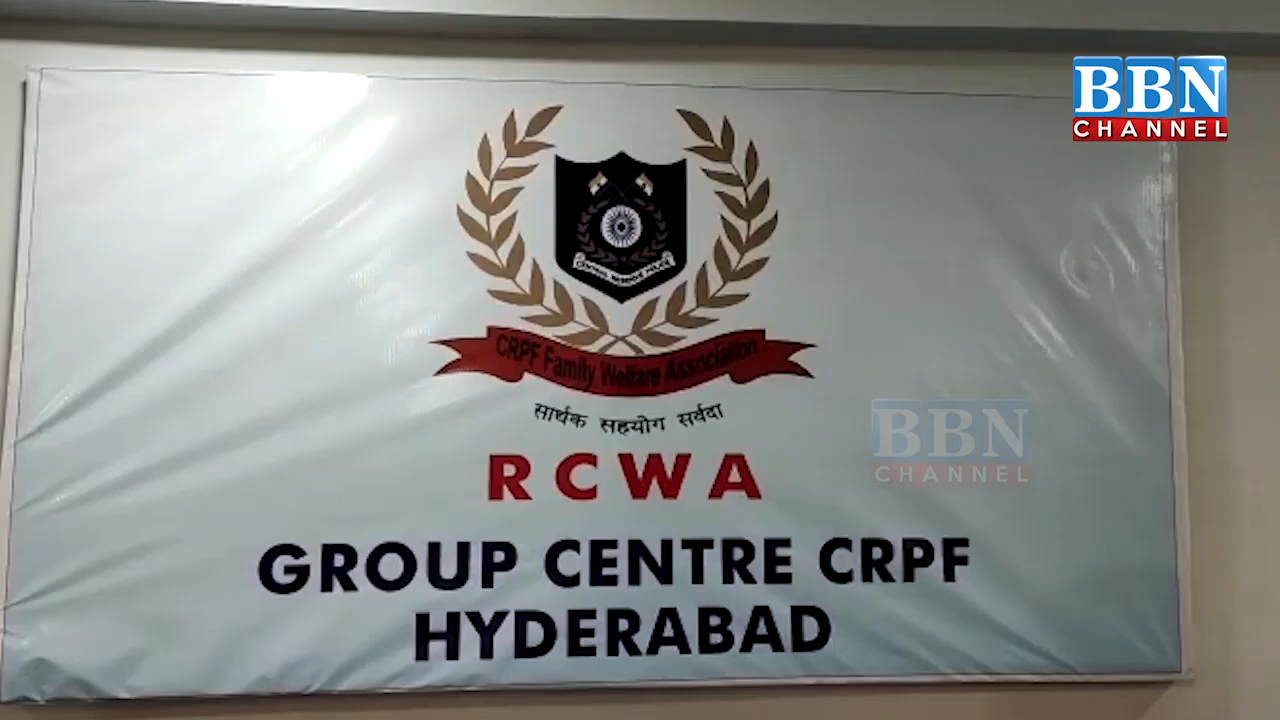 BBN
CHANNEL
CRPF Family Welfare Association
सार्थक सहयोग सर्वदा
BBN
CHANNEL
RCWA
GROUP CENTRE CRPF
HYDERABAD